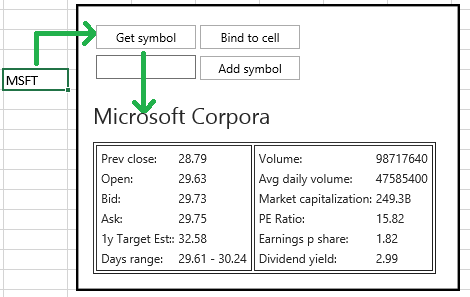 Get symbol Bind to cell
MSFT
Add symbol
Microsoft Corpora
Prev close: 28.79 Volume: 98717640
Open: 29.63 Avg daily volume: 47585400
Bid: 29.73 Market capitalization: 249.3B
Ask: 29.75 PE Ratio: 15.82
1y Target Est:: 32.58 Earnings p share: 1.82
Days range: 29.61 - 30.24 Dividend yield: 2.99